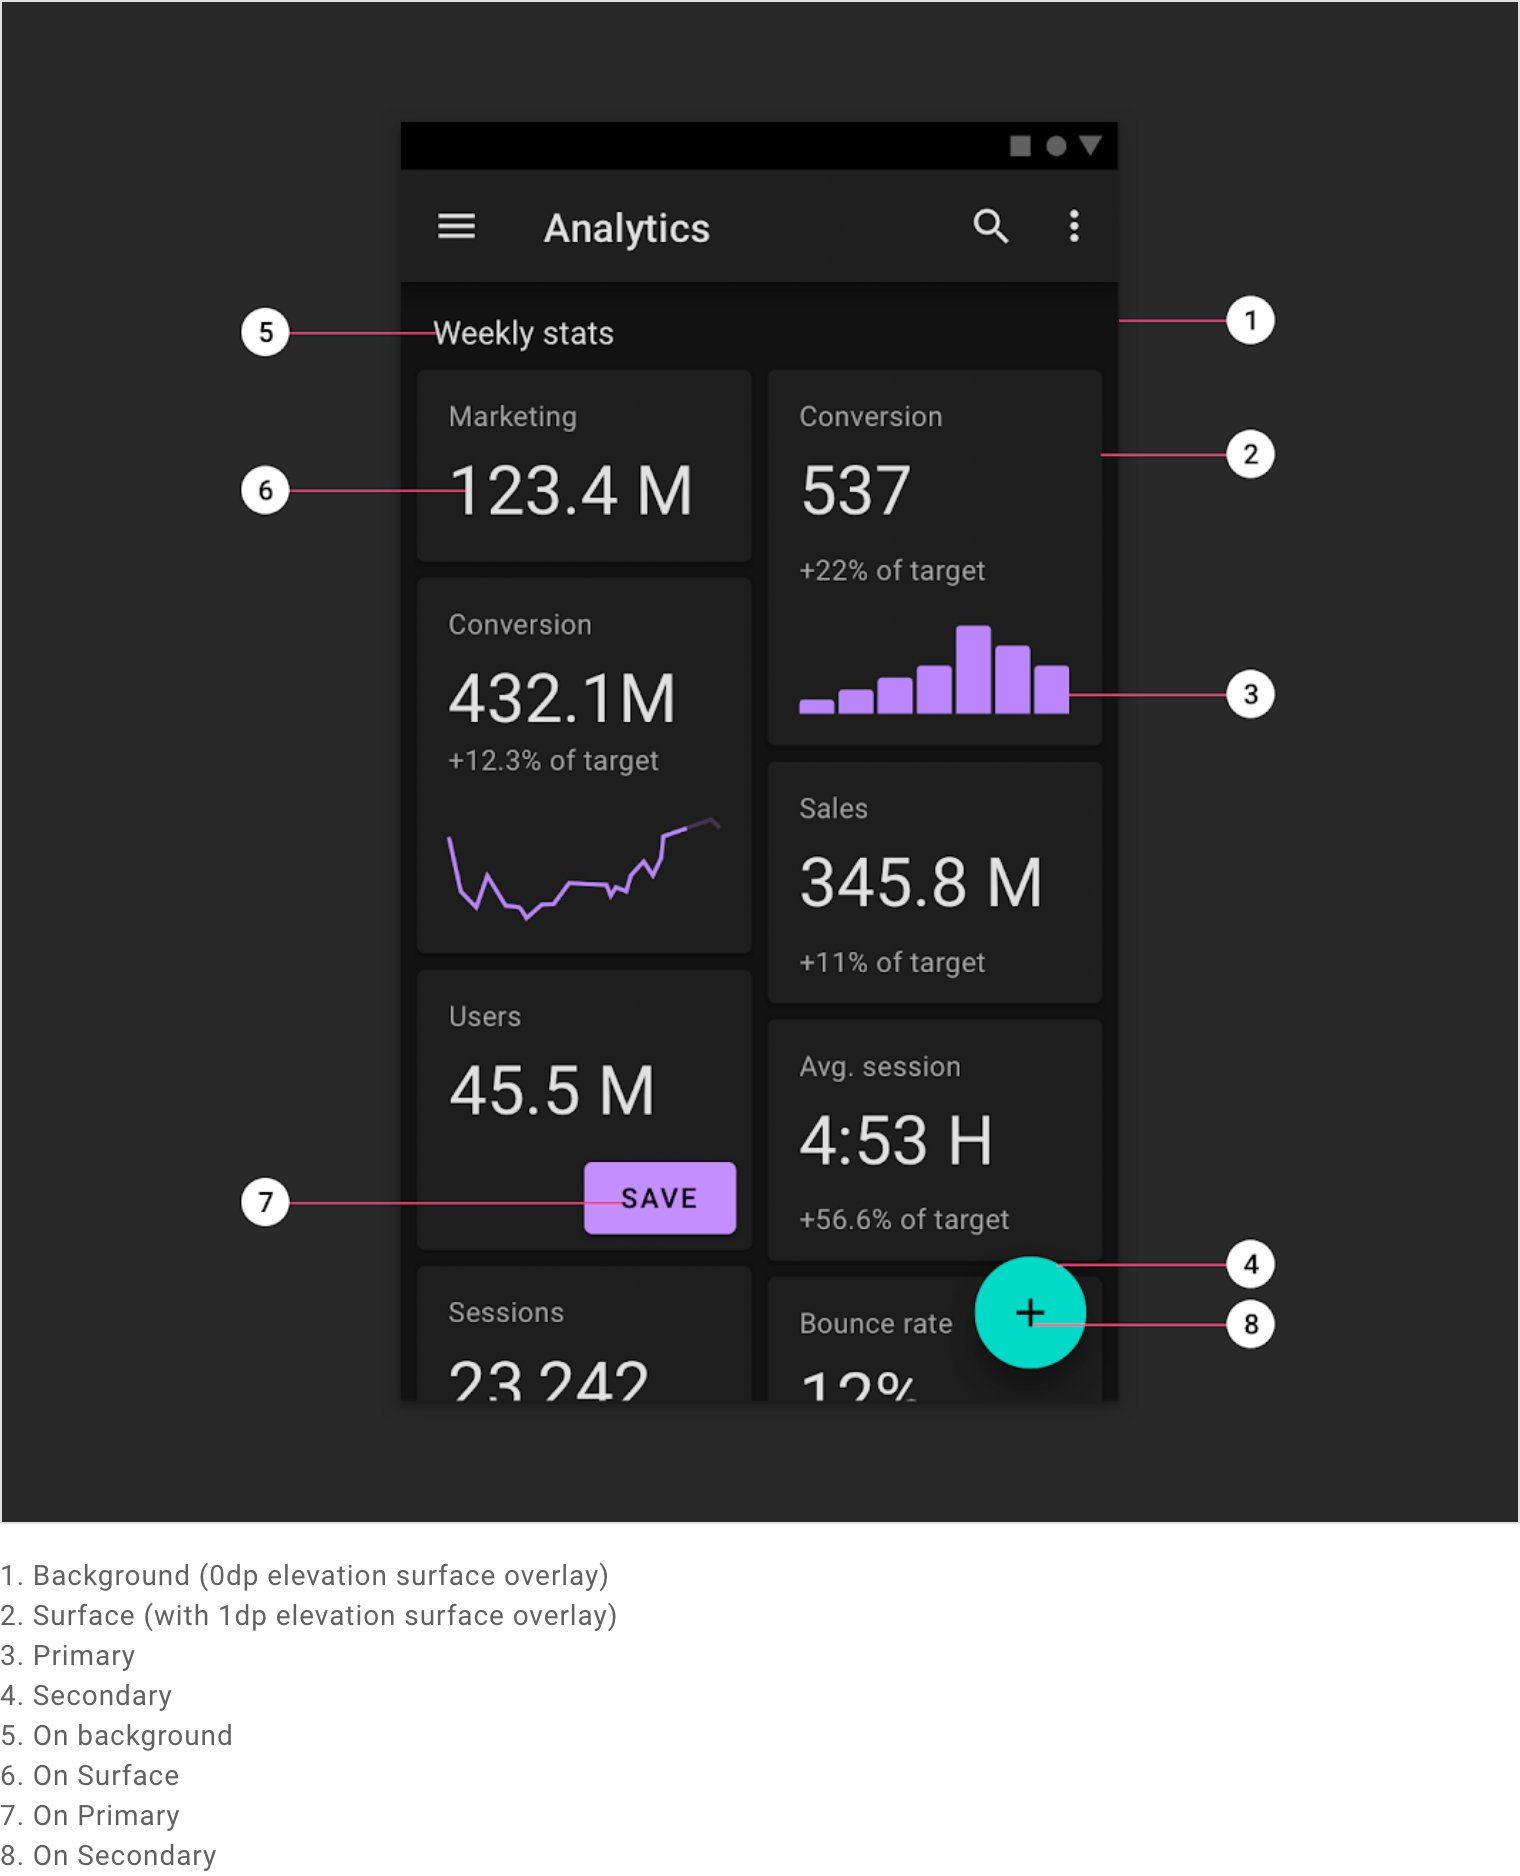 Analytics
Weekly stats
5
1
Marketing
123.4 M
6
Conversion
537
+22% of target
2
3
Conversion
432.1M
+12.3% of target
Sales
345.8 M
+11% of target
Users
45.5 M
SAVE
7
Avg. session
4:53 H
+56.6% of target
4
8
Sessions
23 242
Bounce rate
12%
1. Background (0dp elevation surface overlay)
2. Surface (with 1dp elevation surface overlay)
3. Primary
4. Secondary
5. On background
6. On Surface
7. On Primary
8. On Secondary